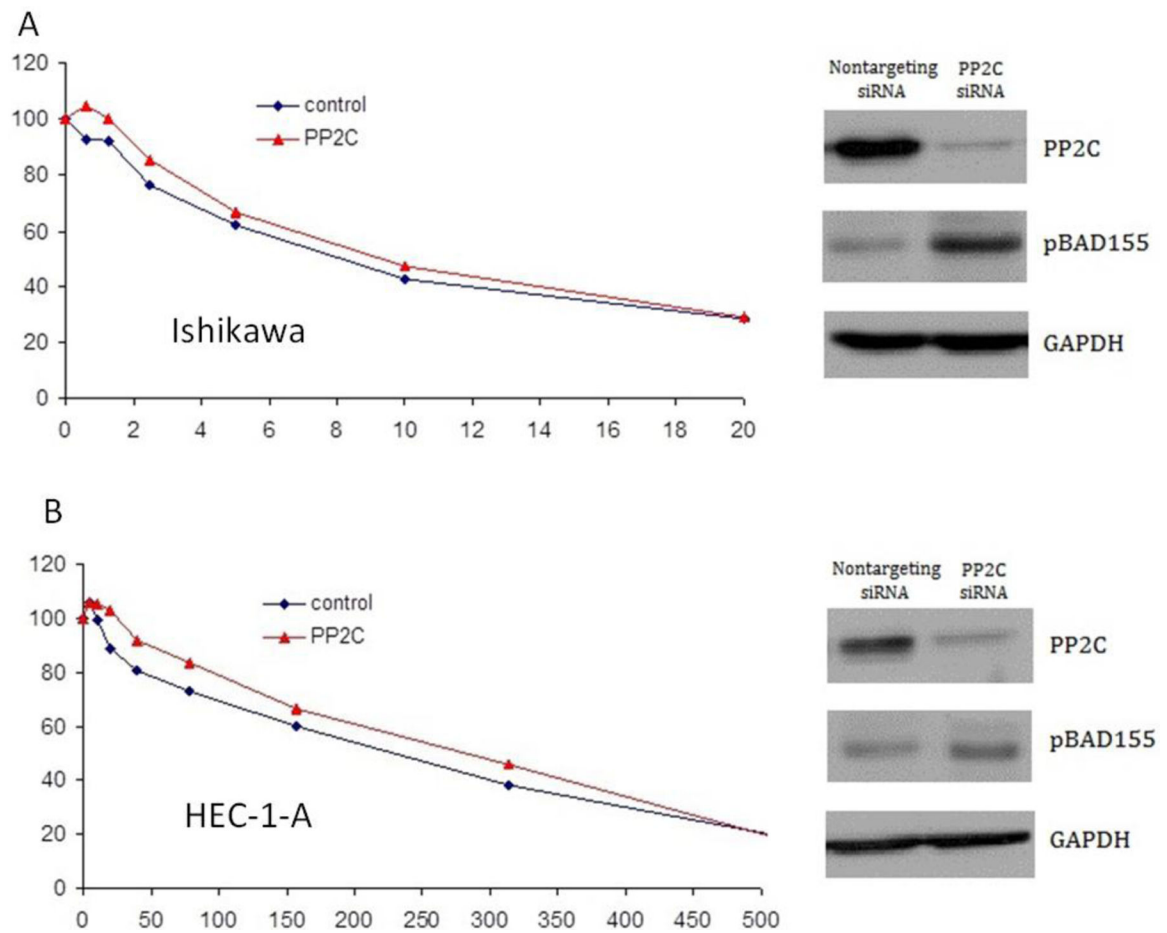 A
120
100
80
60
40
20
0
0 2 4 6 8 10 12 14 16 18 20
control
PP2C
Ishikawa
Nontargeting PP2C
siRNA siRNA
PP2C
pBAD155
GAPDH
B
120
100
80
60
40
20
0
0 50 100 150 200 250 300 350 400 450 500
control
PP2C
HEC-1-A
Nontargeting PP2C
siRNA siRNA
PP2C
pBAD155
GAPDH